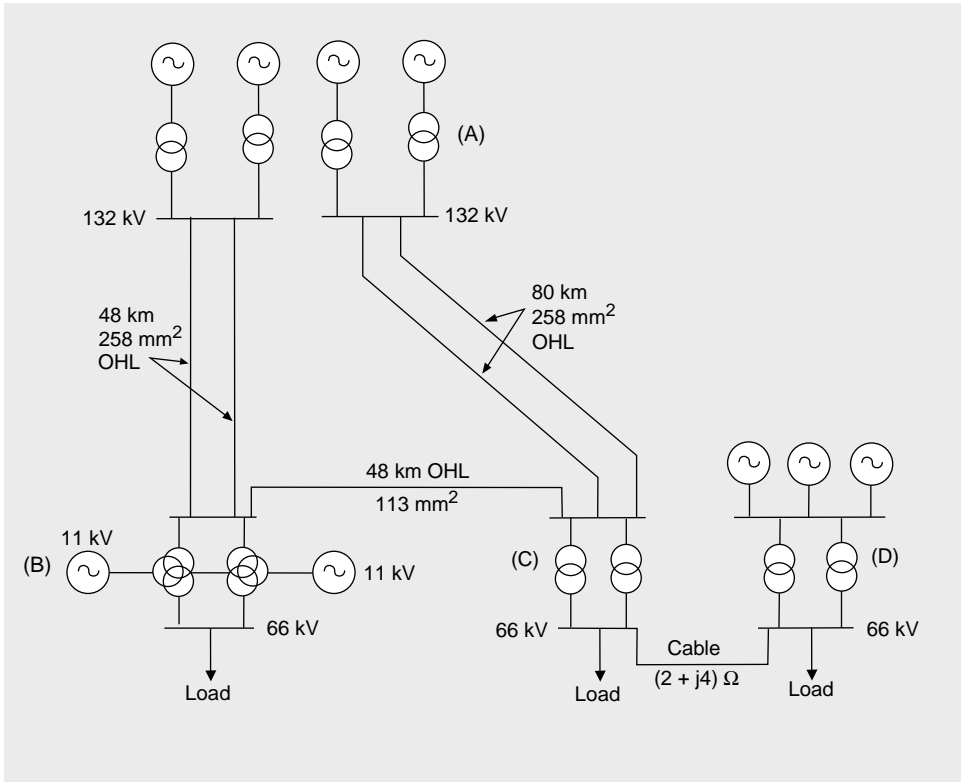 (A)
132 kV
132 kV
48 km
258 mm²
OHL
80 km
258 mm²
OHL
48 km OHL
113 mm²
11 kV
(B)
11 kV
(C)
(D)
66 kV
66 kV
66 kV
Cable
(2 + j4) Ω
Load
Load
Load